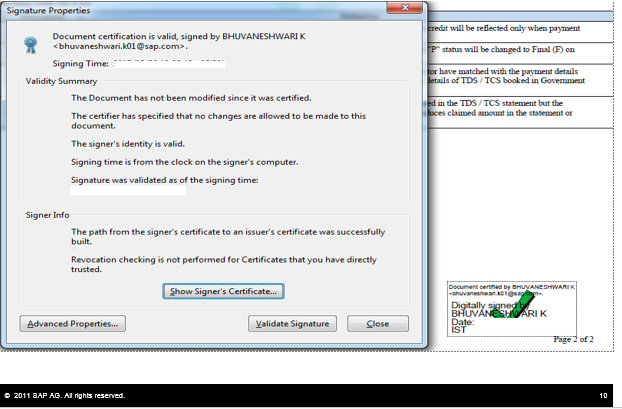 Signature Properties
Document certification is valid, signed by BHUVANESHWARI K
<bhuvaneshwari.k01@sap.com>.
Signing Time:
Validity Summary
The Document has not been modified since it was certified.
The certifier has specified that no changes are allowed to be made to this
document.
The signer's identity is valid.
Signing time is from the clock on the signer's computer.
Signature was validated as of the signing time:
Signer Info
The path from the signer's certificate to an issuer's certificate was successfully
built.
Revocation checking is not performed for Certificates that you have directly
trusted.
Show Signer's Certificate...
Advanced Properties...
Validate Signature
Close
credit will be reflected only when payment
"P" status will be changed to Final (F) on
tor have matched with the payment details
details of TDS / TCS booked in Government
ed in the TDS / TCS statement but the
uces claimed amount in the statement or
Document certified by BHUVANESHWARI K
<bhuvaneshwari.k01@sap.com>.
Digitally signed by
BHUVANESHWARI K
Date:
IST
Page 2 of 2
© 2011 SAP AG. All rights reserved.
10